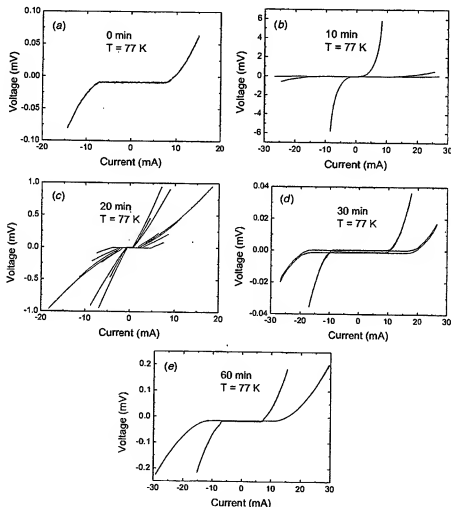 (a)
0 min
T = 77 K
0.10
0.05
0.00
-0.05
-0.10
Voltage (mV)
-20
-10
0
10
20
Current (mA)
(b)
10 min
T = 77 K
6
4
2
0
-2
-4
-6
Voltage (mV)
-30
-20
-10
0
10
20
30
Current (mA)
(c)
20 min
T = 77 K
1.0
0.5
0.0
-0.5
-1.0
Voltage (mV)
-20
-10
0
10
20
Current (mA)
(d)
30 min
T = 77 K
0.04
0.02
0.00
-0.02
-0.04
Voltage (mV)
-30
-20
-10
0
10
20
30
Current (mA)
(e)
60 min
T = 77 K
0.2
0.1
0.0
-0.1
-0.2
Voltage (mV)
-30
-20
-10
0
10
20
30
Current (mA)